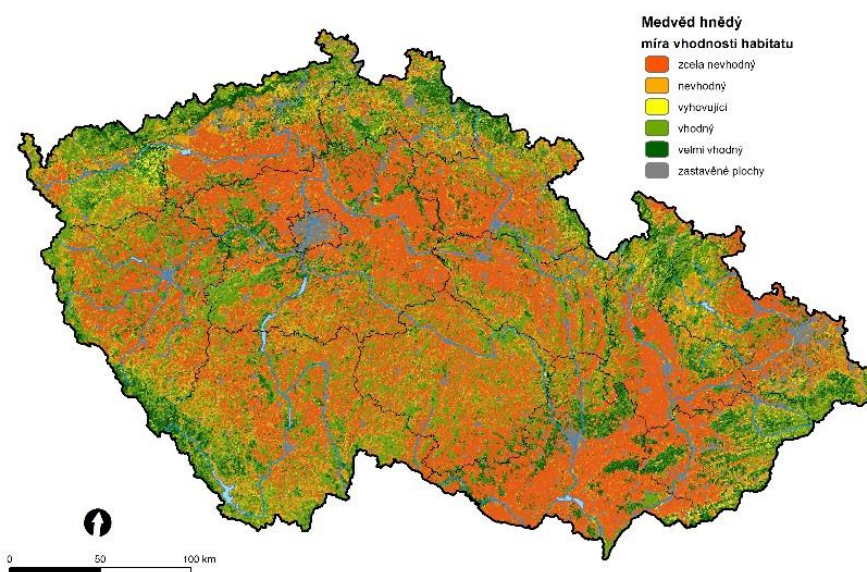 Medvěd hnědý
míra vhodnosti habitatu
zcela nevhodný
nevhodný
vyhovující
vhodný
velmi vhodný
zastavěné plochy
0 50 100 km